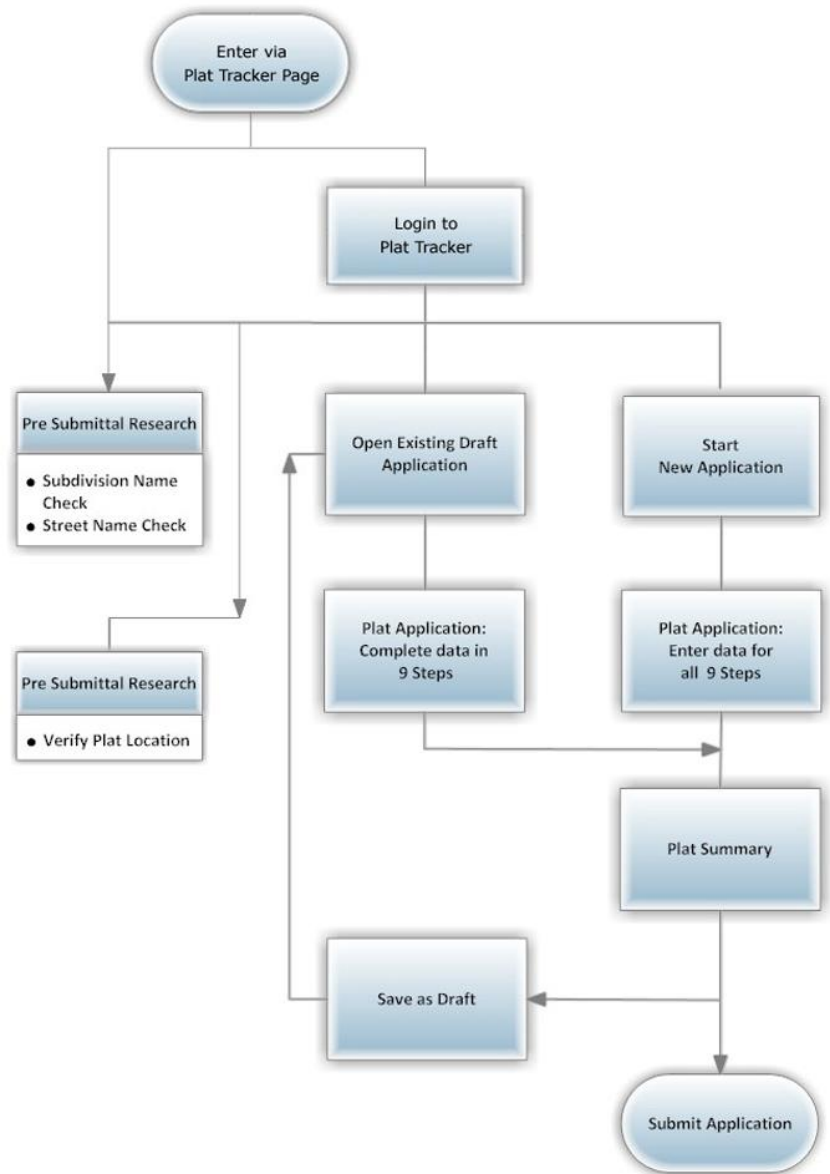 Enter via
Plat Tracker Page
Login to
Plat Tracker
Pre Submittal Research
● Subdivision Name
Check
● Street Name Check
Open Existing Draft
Application
Start
New Application
Pre Submittal Research
● Verify Plat Location
Plat Application:
Complete data in
9 Steps
Plat Application:
Enter data for
all 9 Steps
Plat Summary
Save as Draft
Submit Application